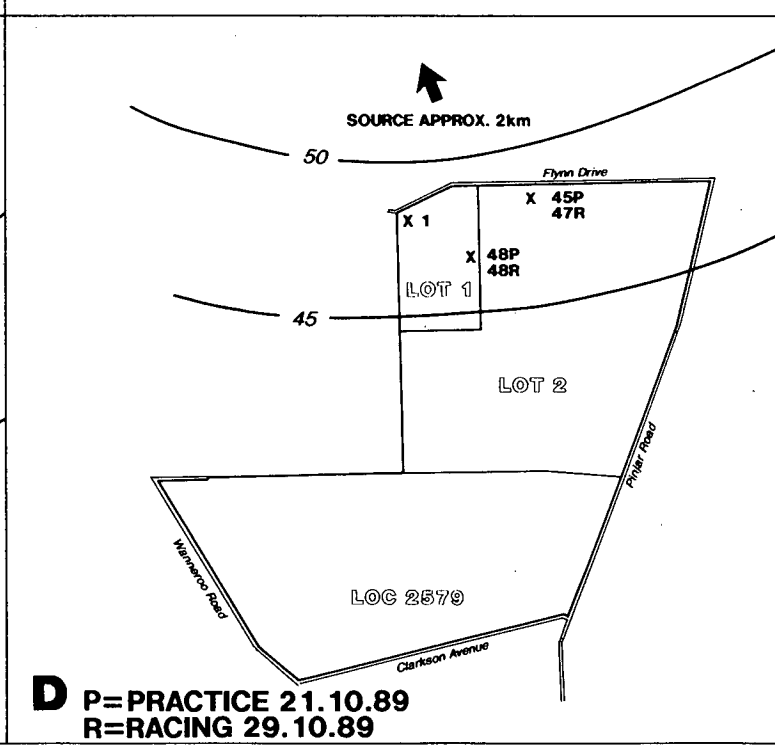 SOURCE APPROX. 2km
50
Flynn Drive
X 45P
47R
X 1
X 48P
48R
LOT 1
45
LOT 2
Pinjar Road
Wanneroo Road
LOC 2579
Clarkson Avenue
D P=PRACTICE 21.10.89
R=RACING 29.10.89